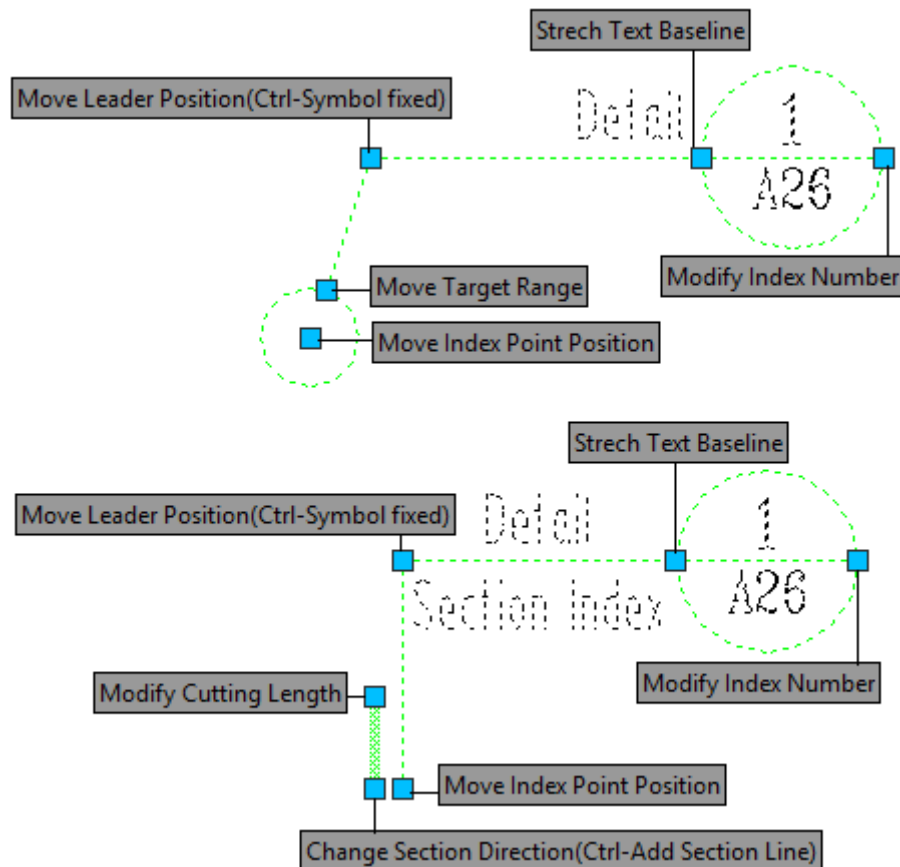 Strech Text Baseline
Move Leader Position(Ctrl-Symbol fixed)
Detail
1
A26
Modify Index Number
Move Target Range
Move Index Point Position
Strech Text Baseline
Move Leader Position(Ctrl-Symbol fixed)
Detail
1
Section Index
A26
Modify Cutting Length
Modify Index Number
Move Index Point Position
Change Section Direction(Ctrl-Add Section Line)